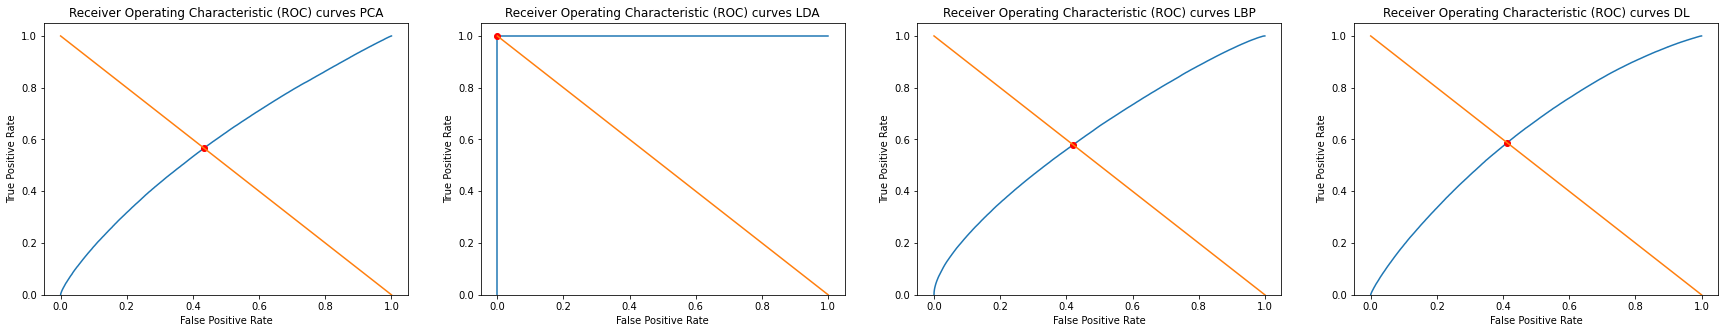 Receiver Operating Characteristic (ROC) curves PCA
1.0
0.8
0.6
0.4
0.2
0.0
True Positive Rate
0.0 0.2 0.4 0.6 0.8 1.0
False Positive Rate
Receiver Operating Characteristic (ROC) curves LDA
1.0
0.8
0.6
0.4
0.2
0.0
True Positive Rate
0.0 0.2 0.4 0.6 0.8 1.0
False Positive Rate
Receiver Operating Characteristic (ROC) curves LBP
1.0
0.8
0.6
0.4
0.2
0.0
True Positive Rate
0.0 0.2 0.4 0.6 0.8 1.0
False Positive Rate
Receiver Operating Characteristic (ROC) curves DL
1.0
0.8
0.6
0.4
0.2
0.0
True Positive Rate
0.0 0.2 0.4 0.6 0.8 1.0
False Positive Rate